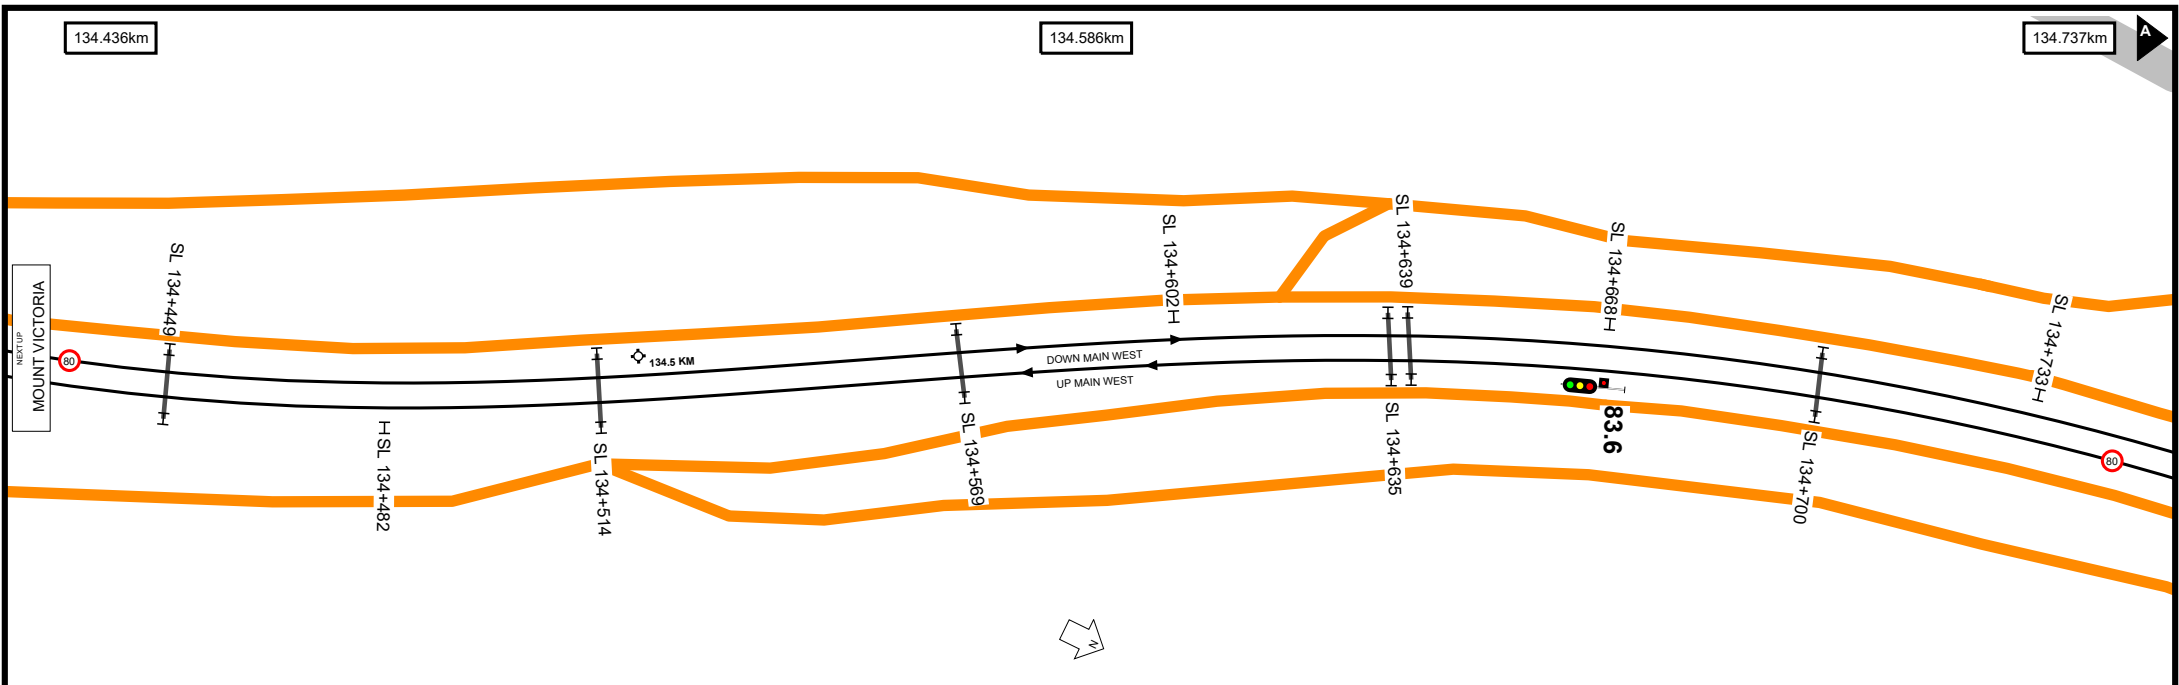 134.436km
134.586km
134.737km
A
NEXT UP
MOUNT VICTORIA
80
SL 134+449
SL 134+482
SL 134+514
134.5 KM
SL 134+569
DOWN MAIN WEST
UP MAIN WEST
SL 134+602
SL 134+639
SL 134+635
SL 134+668
83.6
SL 134+700
SL 134+733
80
N